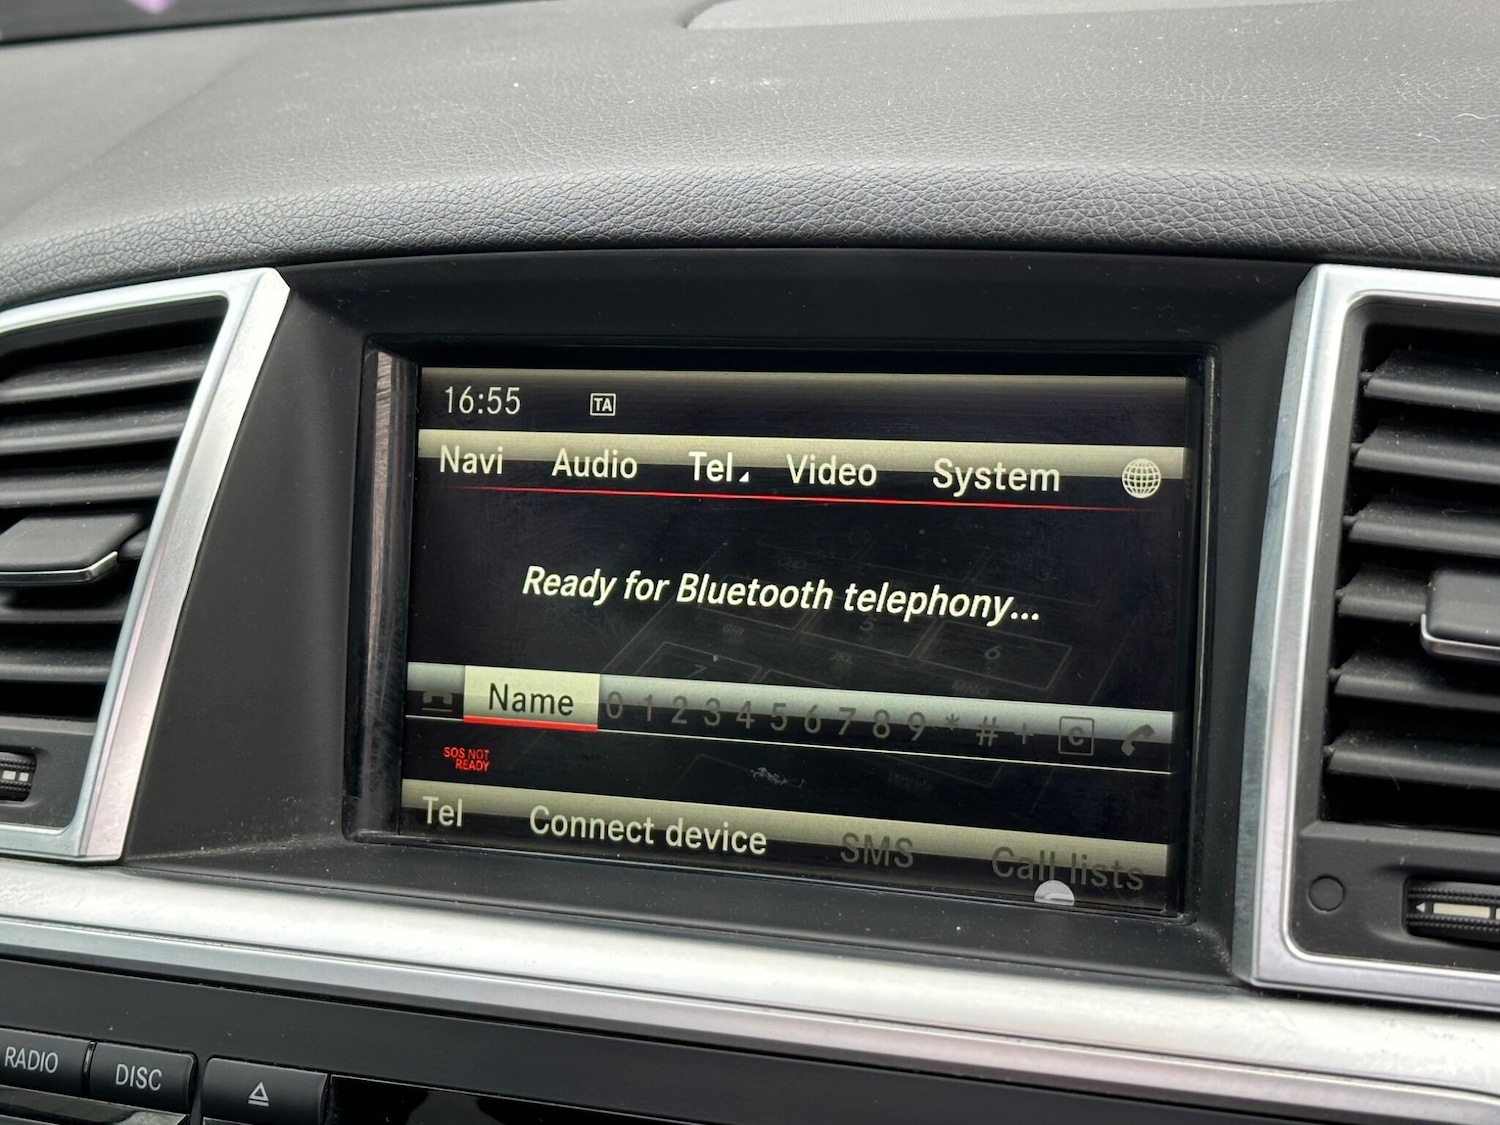 16:55 TA
Navi Audio Tel Video System
Ready for Bluetooth telephony...
Name 0 1 2 3 4 5 6 7 8 9 * # + C
SOS NOT
READY
Tel Connect device SMS Call lists
RADIO DISC